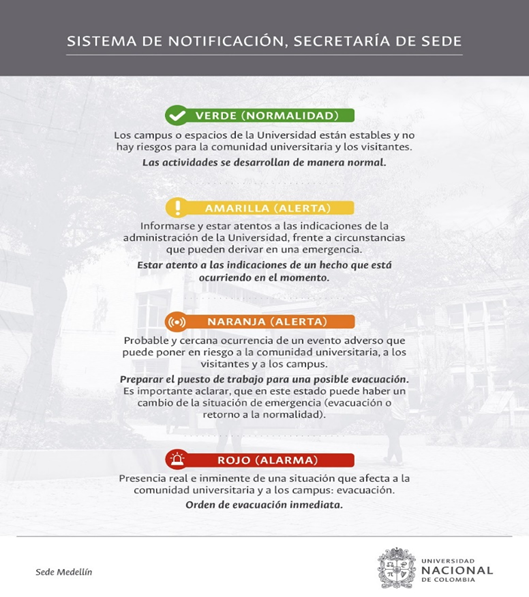 SISTEMA DE NOTIFICACIÓN, SECRETARÍA DE SEDE
VERDE (NORMALIDAD)
Los campus o espacios de la Universidad están estables y no
hay riesgos para la comunidad universitaria y los visitantes.
Las actividades se desarrollan de manera normal.
AMARILLA (ALERTA)
Informarse y estar atentos a las indicaciones de la
administración de la Universidad, frente a circunstancias
que pueden derivar en una emergencia.
Estar atento a las indicaciones de un hecho que está
ocurriendo en el momento.
NARANJA (ALERTA)
Probable y cercana ocurrencia de un evento adverso que
puede poner en riesgo a la comunidad universitaria, a los
visitantes y a los campus.
Preparar el puesto de trabajo para una posible evacuación.
Es importante aclarar, que en este estado puede haber un
cambio de la situación de emergencia (evacuación o
retorno a la normalidad).
ROJO (ALARMA)
Presencia real e inminente de una situación que afecta a la
comunidad universitaria y a los campus: evacuación.
Orden de evacuación inmediata.
Sede Medellín
UNIVERSIDAD
NACIONAL
DE COLOMBIA